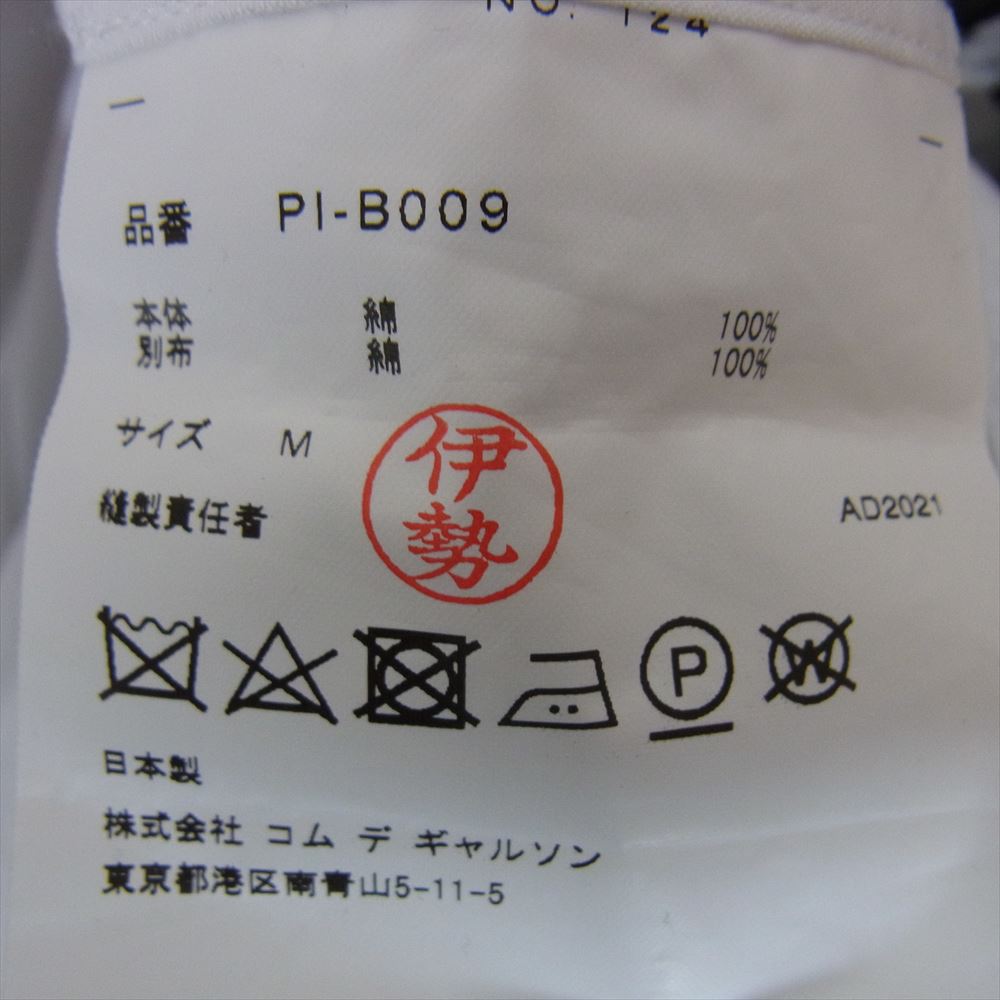 NO. 124
品番 PI-B009
本体 綿 100%
別布 綿 100%
サイズ M
伊勢
縫製責任者 AD2021
P W
日本製
株式会社 コム デ ギャルソン
東京都港区南青山5-11-5